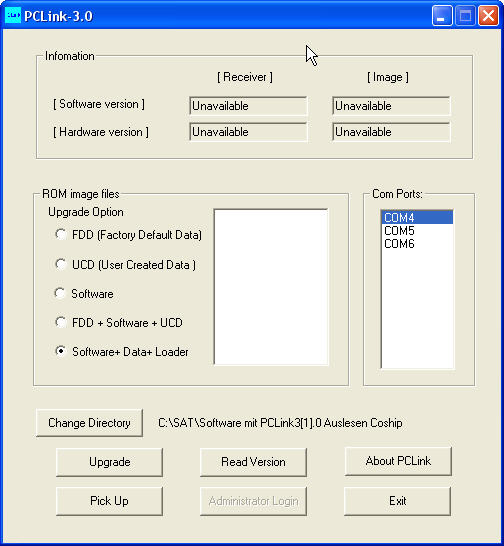 PCLink-3.0
Infomation
[ Receiver ] [ Image ]
[ Software version ] Unavailable Unavailable
[ Hardware version ] Unavailable Unavailable
ROM image files
Upgrade Option
FDD (Factory Default Data)
UCD (User Created Data )
Software
FDD + Software + UCD
Software+ Data+ Loader
Com Ports:
COM4
COM5
COM6
Change Directory C:\SAT\Software mit PCLink3[1].0 Auslesen Coship
Upgrade Read Version About PCLink
Pick Up Administrator Login Exit